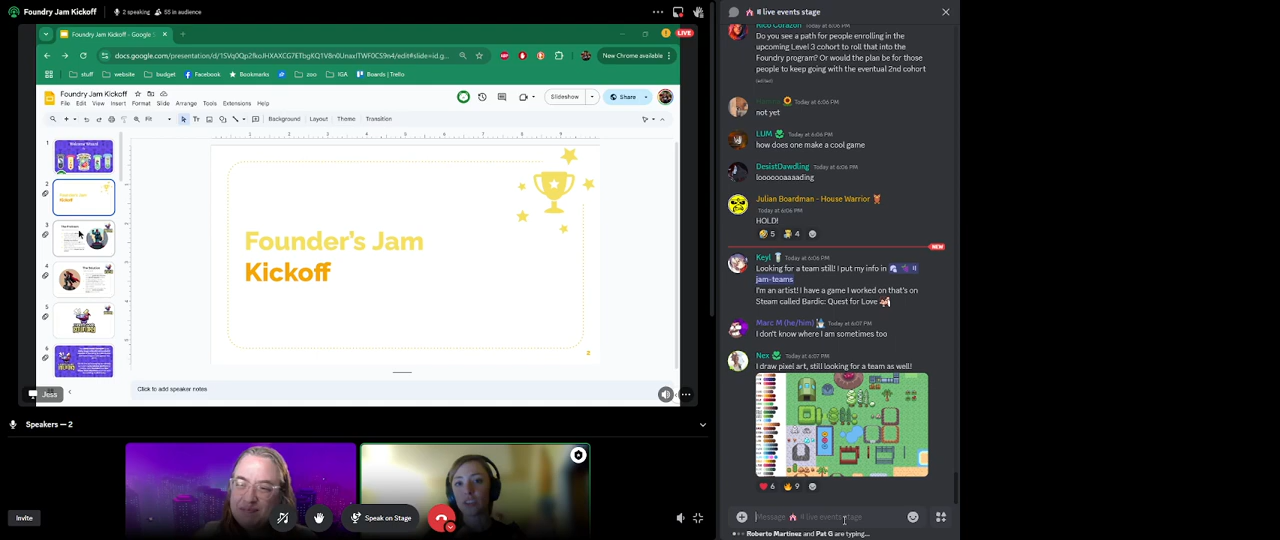 Foundry Jam Kickoff
2 speaking
55 in audience
Foundry Jam Kickoff - Google
LIVE
New Chrome available
stuff
website
budget
Facebook
Bookmarks
zoo
IGA
Boards | Trello
Foundry Jam Kickoff
File Edit View Insert Format Slide Arrange Tools Extensions Help
Slideshow
Share
Fit
Background Layout Theme Transition
1
2
3
4
5
6
Founder's Jam
Kickoff
2
Click to add speaker notes
Jess
Speakers — 2
Invite
Speak on Stage
live events stage
Rico Corazon Today at 6:06 PM
Do you see a path for people enrolling in the
upcoming Level 3 cohort to roll that into the
Foundry program? Or would the plan be for those
people to keep going with the eventual 2nd cohort
(edited)
Today at 6:06 PM
not yet
LUM Today at 6:06 PM
how does one make a cool game
DesistDawdling Today at 6:06 PM
looooooaaaading
Julian Boardman - House Warrior
Today at 6:06 PM
HOLD!
5 4
NEW
Keyl Today at 6:06 PM
Looking for a team still! I put my info in
jam-teams
I'm an artist! I have a game I worked on that's on
Steam called Bardic: Quest for Love
Marc M (he/him) Today at 6:07 PM
I don't know where I am sometimes too
Nex Today at 6:07 PM
I draw pixel art, still looking for a team as well!
6 9
Message live events stage
Roberto Martinez and Pat G are typing...